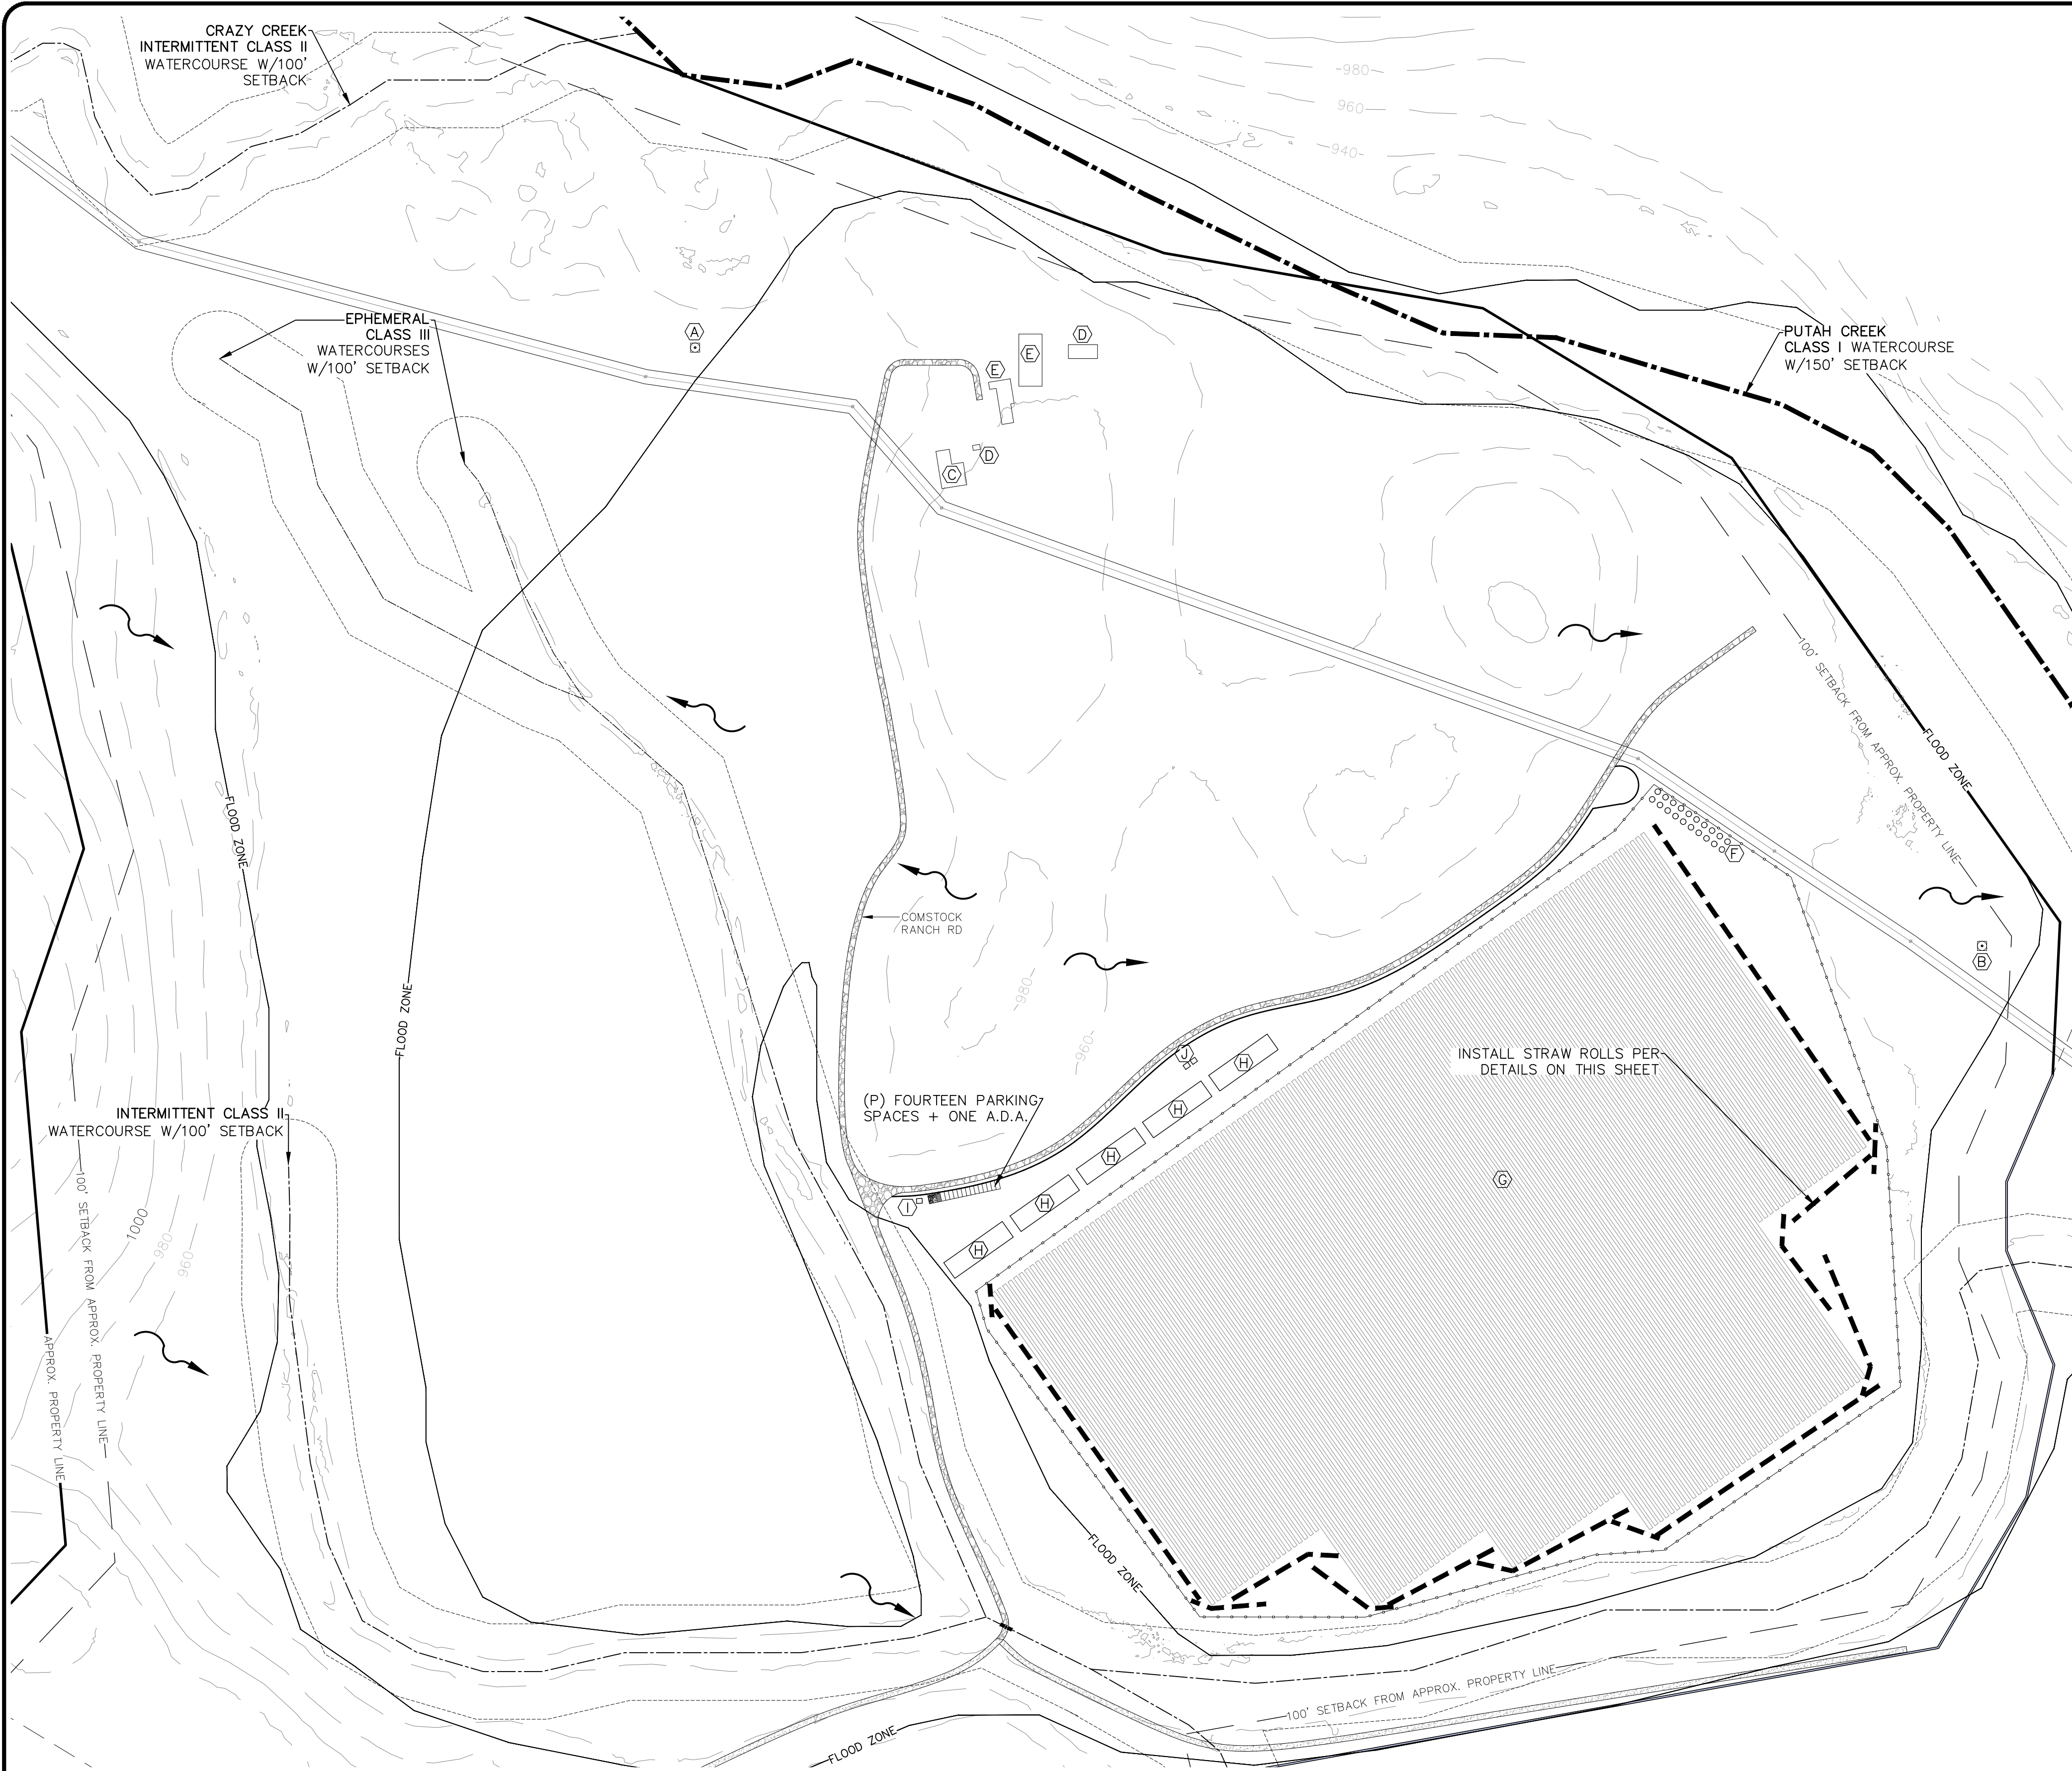 CRAZY CREEK
INTERMITTENT CLASS II
WATERCOURSE W/100'
SETBACK
-980-
960
-940-
EPHEMERAL
CLASS III
WATERCOURSES
W/100' SETBACK
A
D
E
E
D
C
PUTAH CREEK
CLASS I WATERCOURSE
W/150' SETBACK
100' SETBACK FROM APPROX. PROPERTY LINE
FLOOD ZONE
FLOOD ZONE
F
COMSTOCK
RANCH RD
B
FLOOD ZONE
980
960
J
H
H
H
H
H
INSTALL STRAW ROLLS PER
DETAILS ON THIS SHEET
(P) FOURTEEN PARKING
SPACES + ONE A.D.A.
INTERMITTENT CLASS II
WATERCOURSE W/100' SETBACK
G
I
1000
980
960
100' SETBACK FROM APPROX. PROPERTY LINE
APPROX. PROPERTY LINE
FLOOD ZONE
100' SETBACK FROM APPROX. PROPERTY LINE
FLOOD ZONE